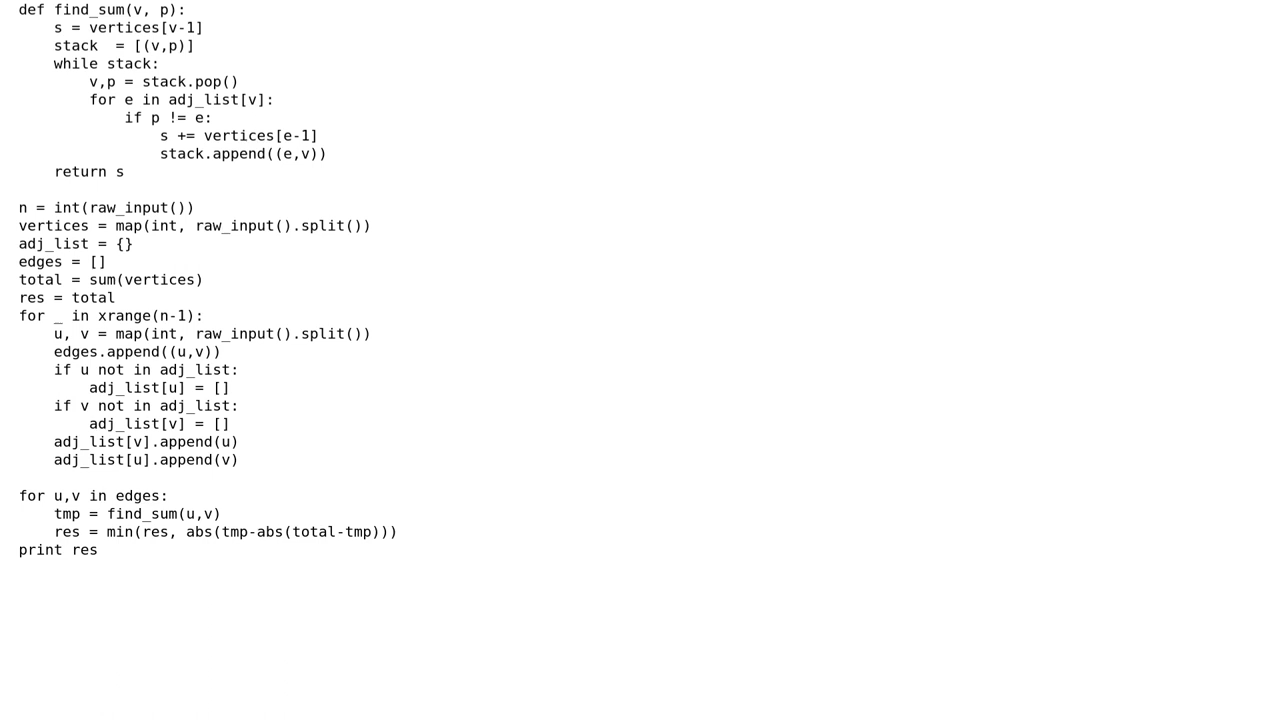 def find_sum(v, p):
    s = vertices[v-1]
    stack  = [(v,p)]
    while stack:
        v,p = stack.pop()
        for e in adj_list[v]:
            if p != e:
                s += vertices[e-1]
                stack.append((e,v))
    return s

n = int(raw_input())
vertices = map(int, raw_input().split())
adj_list = {}
edges = []
total = sum(vertices)
res = total
for _ in xrange(n-1):
    u, v = map(int, raw_input().split())
    edges.append((u,v))
    if u not in adj_list:
        adj_list[u] = []
    if v not in adj_list:
        adj_list[v] = []
    adj_list[v].append(u)
    adj_list[u].append(v)

for u,v in edges:
    tmp = find_sum(u,v)
    res = min(res, abs(tmp-abs(total-tmp)))
print res